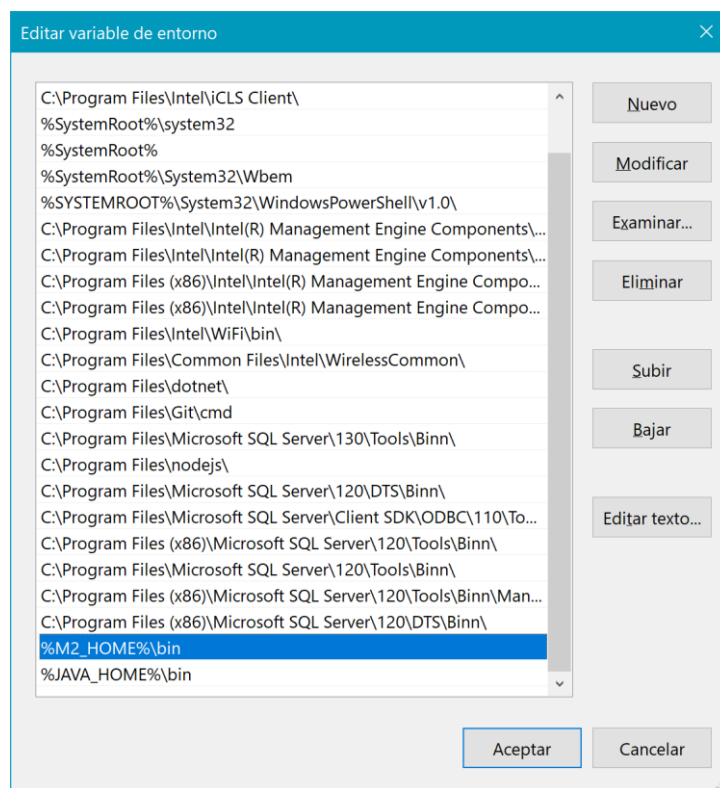 Editar variable de entorno
C:\Program Files\Intel\iCLS Client\
%SystemRoot%\system32
%SystemRoot%
%SystemRoot%\System32\Wbem
%SYSTEMROOT%\System32\WindowsPowerShell\v1.0\
C:\Program Files\Intel\Intel(R) Management Engine Components\...
C:\Program Files\Intel\Intel(R) Management Engine Components\...
C:\Program Files (x86)\Intel\Intel(R) Management Engine Compo...
C:\Program Files (x86)\Intel\Intel(R) Management Engine Compo...
C:\Program Files\Intel\WiFi\bin\
C:\Program Files\Common Files\Intel\WirelessCommon\
C:\Program Files\dotnet\
C:\Program Files\Git\cmd
C:\Program Files\Microsoft SQL Server\130\Tools\Binn\
C:\Program Files\nodejs\
C:\Program Files\Microsoft SQL Server\120\DTS\Binn\
C:\Program Files\Microsoft SQL Server\Client SDK\ODBC\110\To...
C:\Program Files (x86)\Microsoft SQL Server\120\Tools\Binn\
C:\Program Files\Microsoft SQL Server\120\Tools\Binn\
C:\Program Files (x86)\Microsoft SQL Server\120\Tools\Binn\Man...
C:\Program Files (x86)\Microsoft SQL Server\120\DTS\Binn\
%M2_HOME%\bin
%JAVA_HOME%\bin
Nuevo
Modificar
Examinar...
Eliminar
Subir
Bajar
Editar texto...
Aceptar
Cancelar